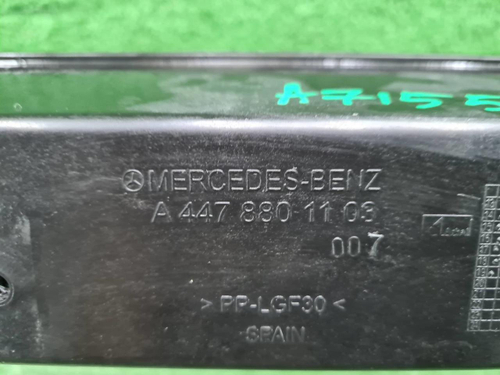 A7155
MERCEDES-BENZ
A 447 880 11 03
007
> PP-LGF30 <
SPAIN